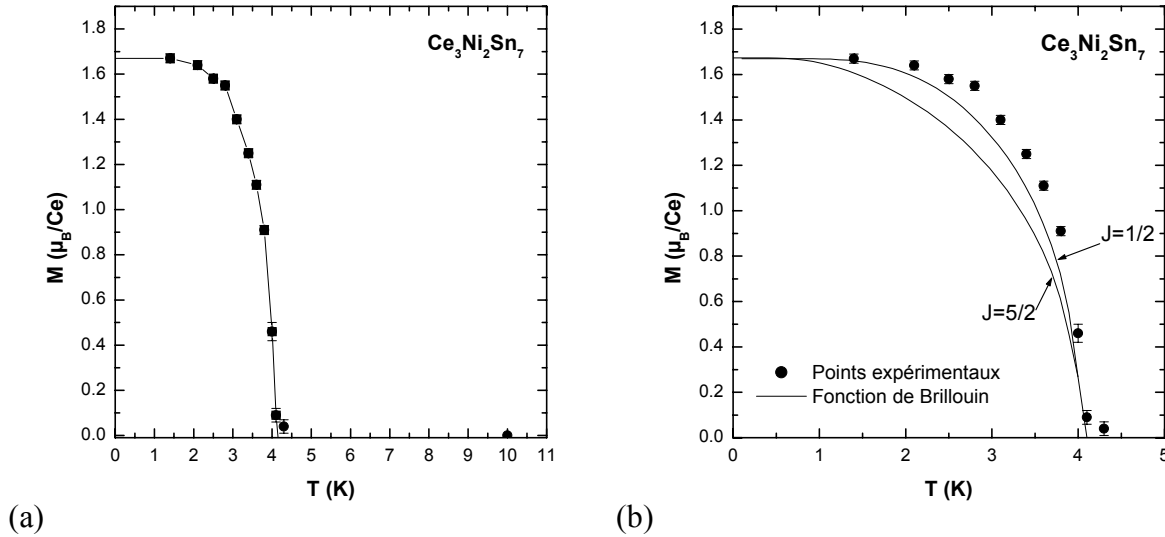 Ce₃Ni₂Sn₇
M (μ_B/Ce)
1.8
1.6
1.4
1.2
1.0
0.8
0.6
0.4
0.2
0.0
0 1 2 3 4 5 6 7 8 9 10 11
T (K)
(a)
Ce₃Ni₂Sn₇
M (μ_B/Ce)
1.8
1.6
1.4
1.2
1.0
0.8
0.6
0.4
0.2
0.0
J=1/2
J=5/2
Points expérimentaux
Fonction de Brillouin
0 1 2 3 4 5
T (K)
(b)